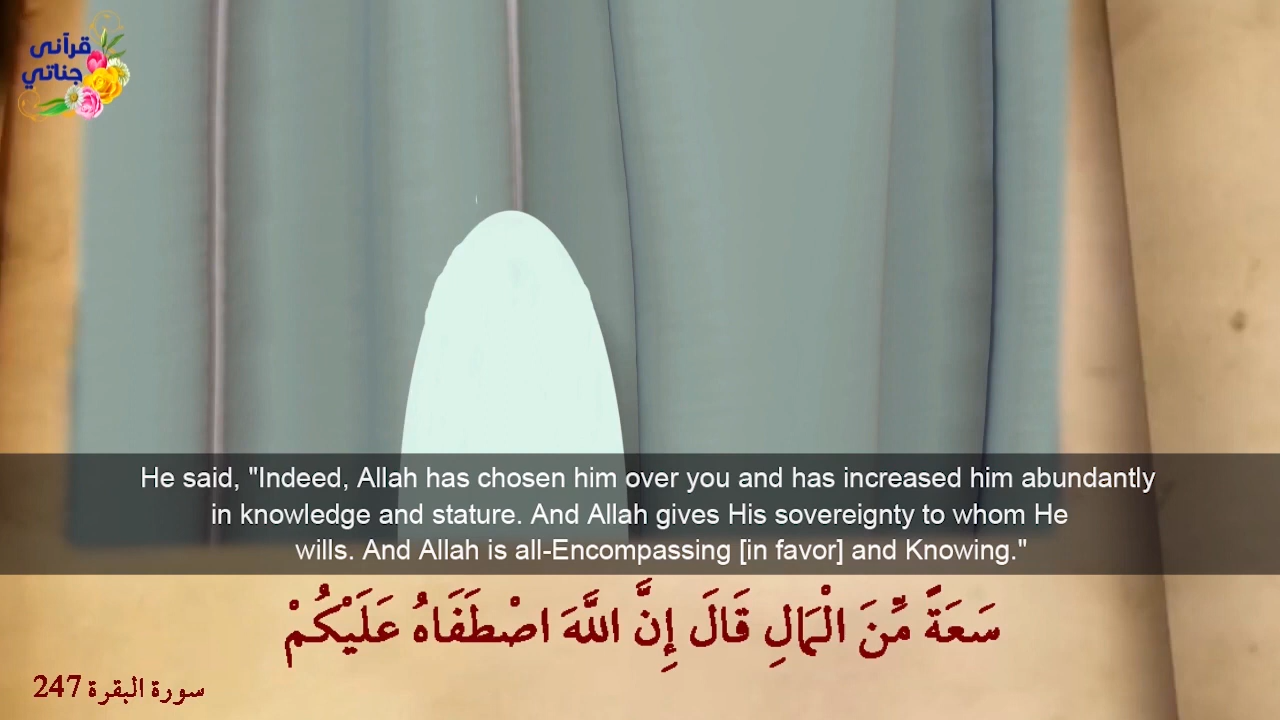 قرآنى
جناتي
He said, "Indeed, Allah has chosen him over you and has increased him abundantly
in knowledge and stature. And Allah gives His sovereignty to whom He
wills. And Allah is all-Encompassing [in favor] and Knowing."
سَعَةً مِّنَ الْمَالِ قَالَ إِنَّ اللَّهَ اصْطَفَاهُ عَلَيْكُمْ
سورة البقرة 247